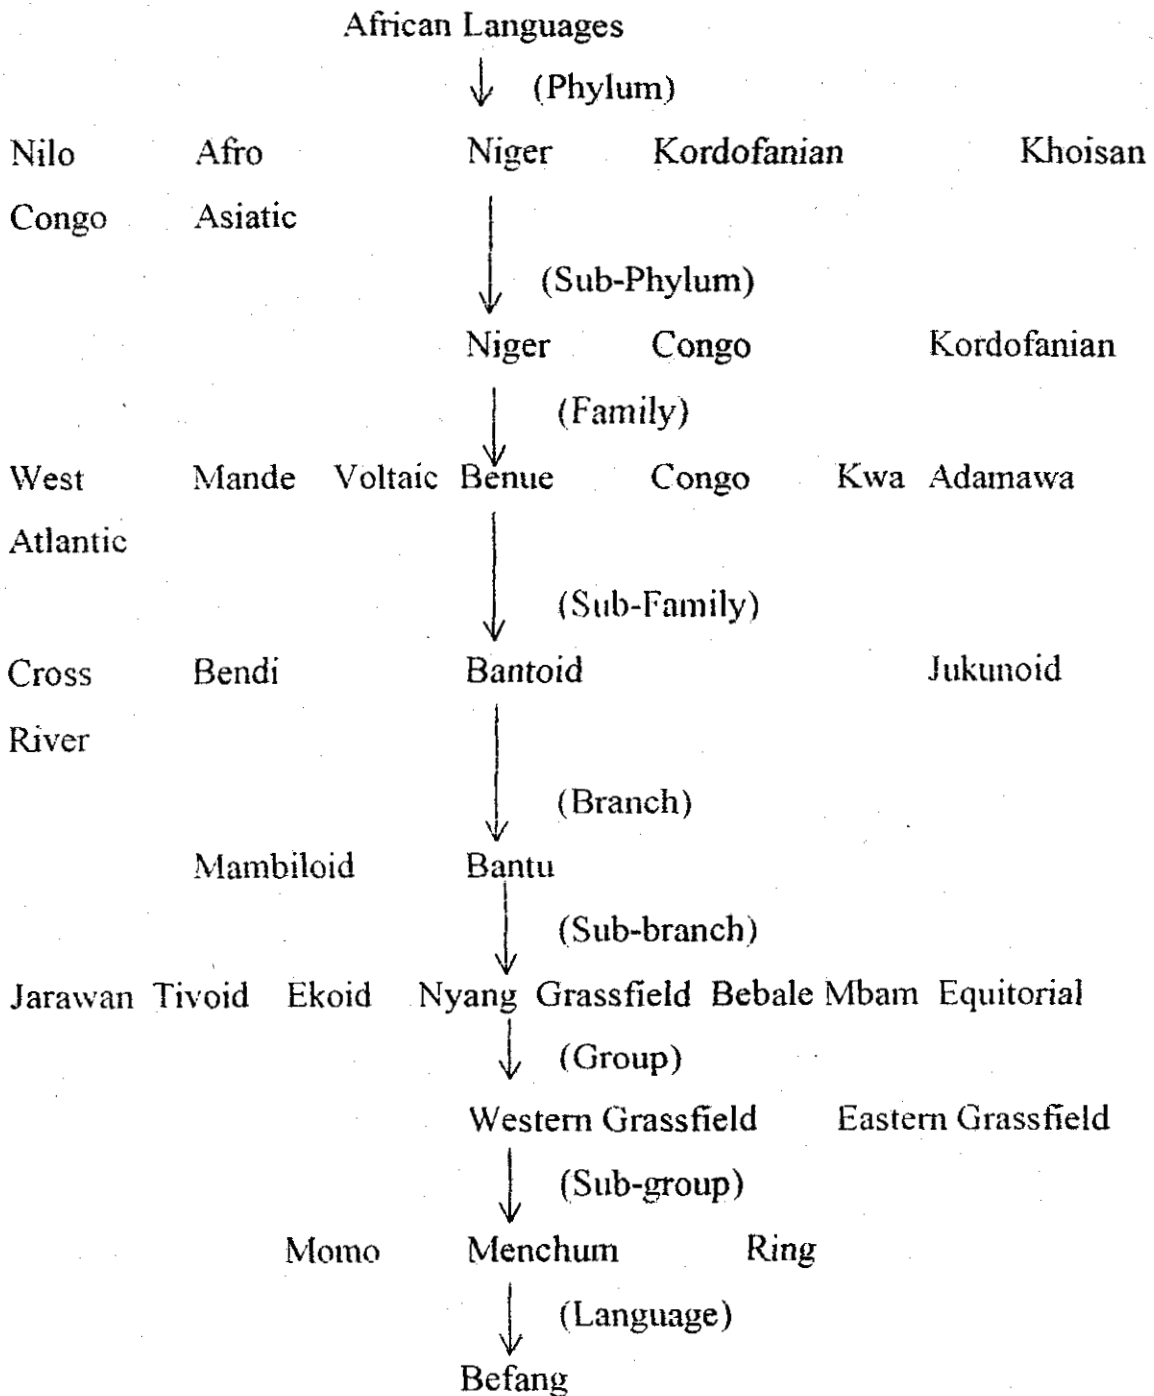 African Languages
(Phylum)
Nilo Afro Niger Kordofanian Khoisan
Congo Asiatic
(Sub-Phylum)
Niger Congo Kordofanian
(Family)
West Mande Voltaic Benue Congo Kwa Adamawa
Atlantic
(Sub-Family)
Cross Bendi Bantoid Jukunoid
River
(Branch)
Mambiloid Bantu
(Sub-branch)
Jarawan Tivoid Ekoid Nyang Grassfield Bebale Mbam Equitorial
(Group)
Western Grassfield Eastern Grassfield
(Sub-group)
Momo Menchum Ring
(Language)
Befang